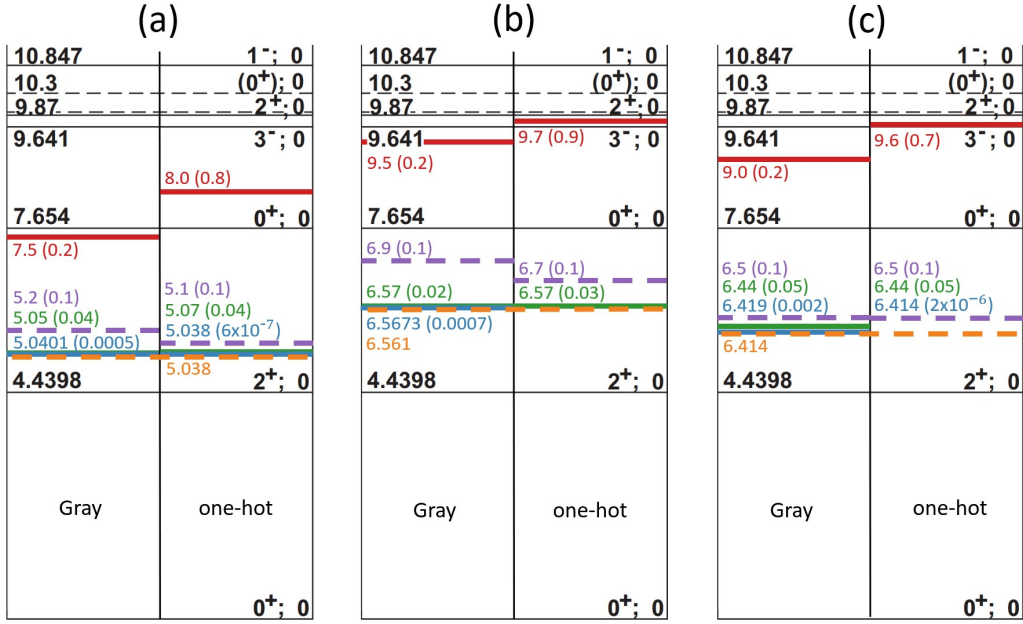 (a)
10.847 1⁻; 0
10.3 (0⁺); 0
9.87 2⁺; 0
9.641 3⁻; 0
8.0 (0.8)
7.654 0⁺; 0
7.5 (0.2)
5.2 (0.1) 5.1 (0.1)
5.05 (0.04) 5.07 (0.04)
5.0401 (0.0005) 5.038 (6x10⁻⁷)
5.038
4.4398 2⁺; 0
Gray one-hot
0⁺; 0
(b)
10.847 1⁻; 0
10.3 (0⁺); 0
9.87 2⁺; 0
9.641 9.7 (0.9) 3⁻; 0
9.5 (0.2)
7.654 0⁺; 0
6.9 (0.1) 6.7 (0.1)
6.57 (0.02) 6.57 (0.03)
6.5673 (0.0007)
6.561
4.4398 2⁺; 0
Gray one-hot
0⁺; 0
(c)
10.847 1⁻; 0
10.3 (0⁺); 0
9.87 2⁺; 0
9.641 9.6 (0.7) 3⁻; 0
9.0 (0.2)
7.654 0⁺; 0
6.5 (0.1) 6.5 (0.1)
6.44 (0.05) 6.44 (0.05)
6.419 (0.002) 6.414 (2x10⁻⁶)
6.414
4.4398 2⁺; 0
Gray one-hot
0⁺; 0